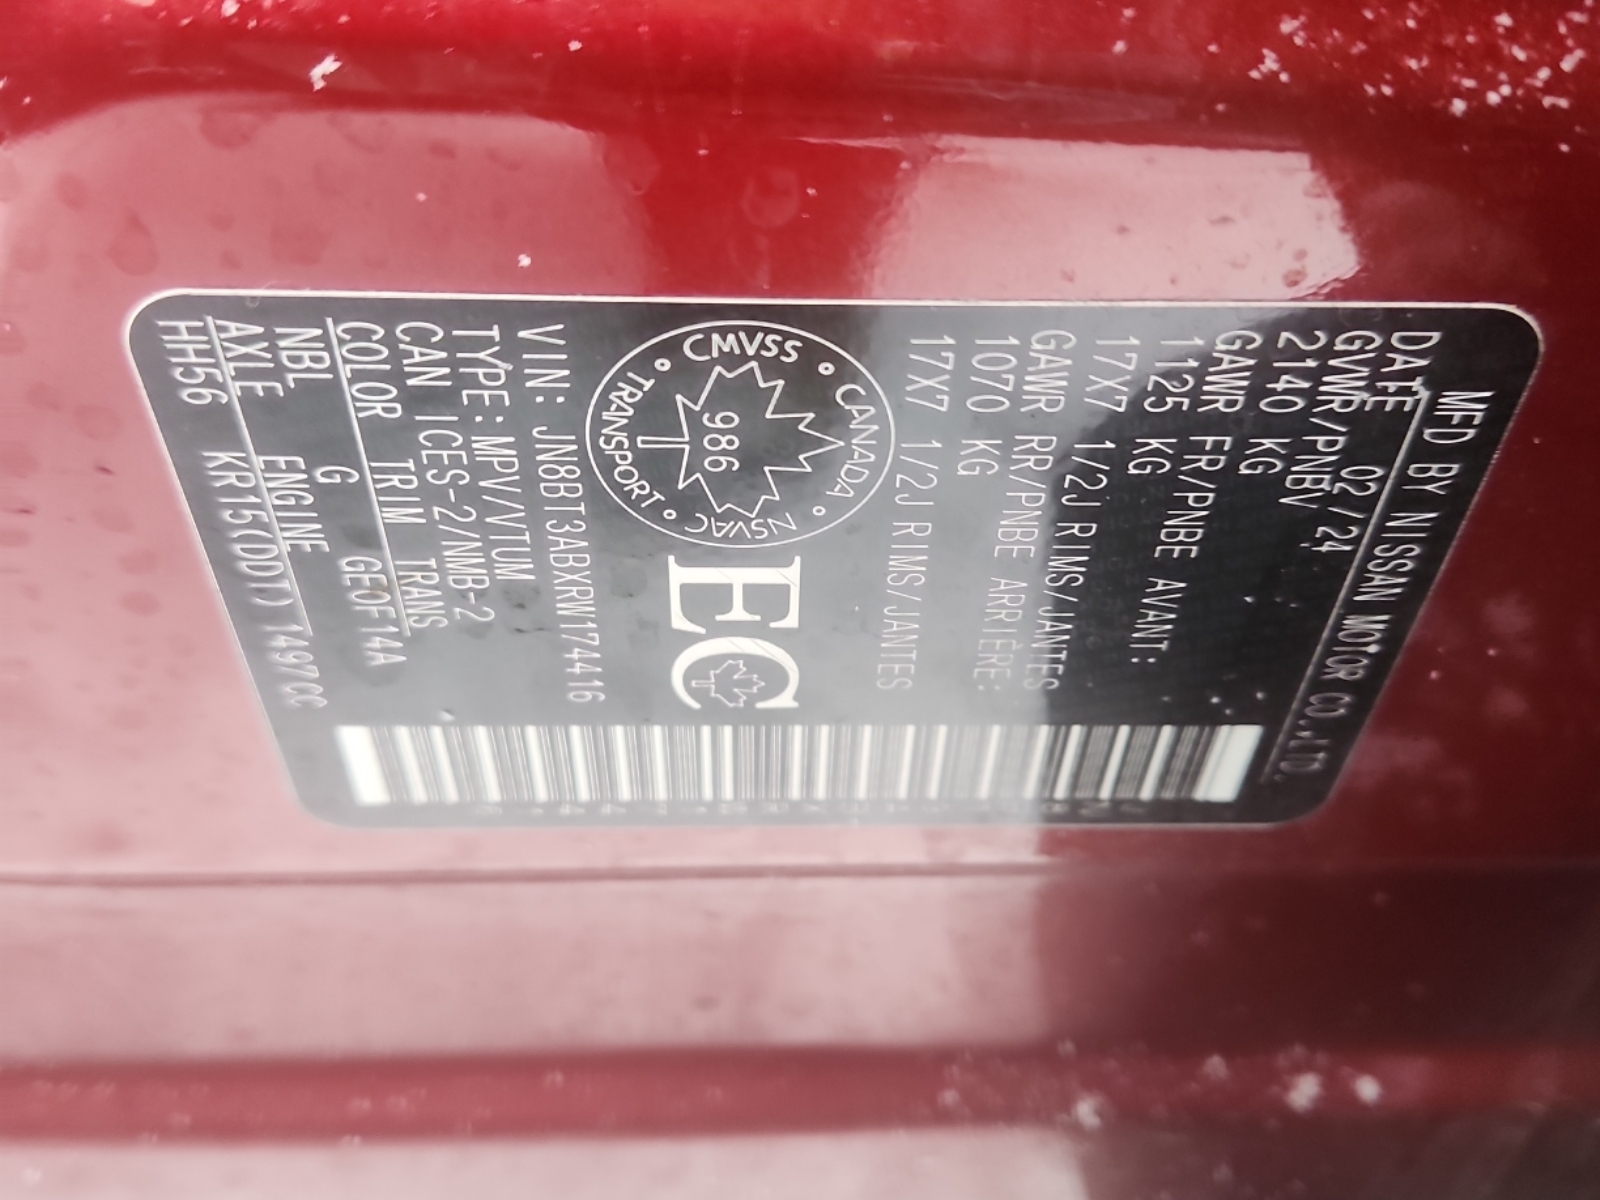 MFD BY NISSAN MOTOR CO.,LTD.
DATE 02/24
GVWR/PNBV
2140 KG
GAWR FR/PNBE AVANT:
1125 KG
17X7 1/2J RIMS/JANTES
GAWR RR/PNBE ARRIÈRE:
1070 KG
17X7 1/2J RIMS/JANTES
CMVSS • CANADA • NSVAC • TRANSPORT •
986
EC
VIN: JN8BT3ABXRW174416
TYPE: MPV/VTUM
CAN ICES-2/NMB-2
COLOR TRIM TRANS
NBL G GE0F14A
AXLE ENGINE
HH56 KR15(DDT) 1497CC